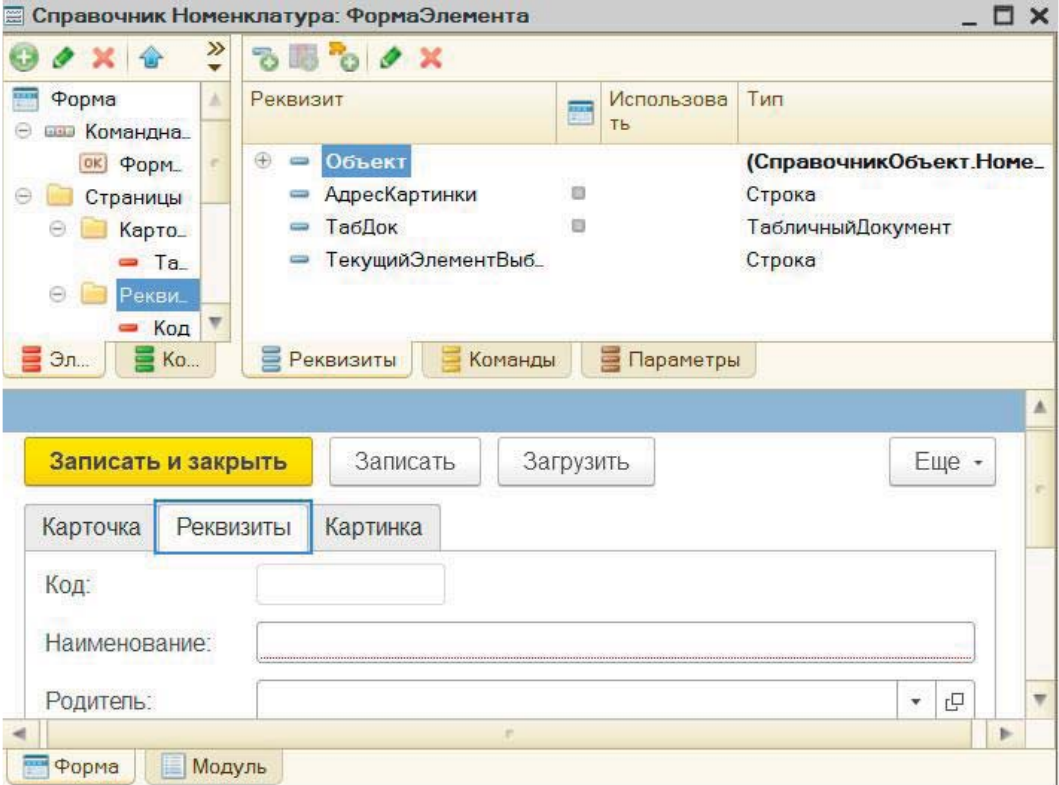 Справочник Номенклатура: ФормаЭлемента
Форма
Командна...
OK Форм...
Страницы
Карто...
Та...
Рекви...
Код
Эл... Ко...
Реквизит Использова
ть Тип
Объект (СправочникОбъект.Номе...
АдресКартинки Строка
ТабДок ТабличныйДокумент
ТекущийЭлементВыб... Строка
Реквизиты Команды Параметры
Записать и закрыть Записать Загрузить Еще
Карточка Реквизиты Картинка
Код:
Наименование:
Родитель:
Форма Модуль